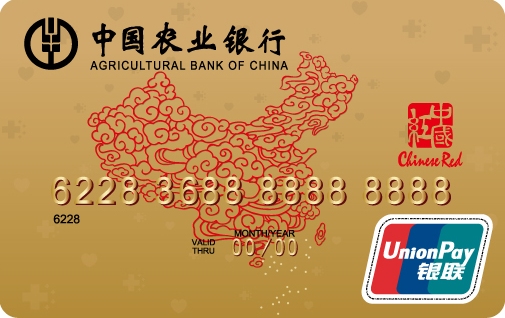 中国农业银行
AGRICULTURAL BANK OF CHINA
中國紅
Chinese Red
6228 3688 8888 8888
6228
MONTH/YEAR
VALID THRU 00/00
UnionPay
银联